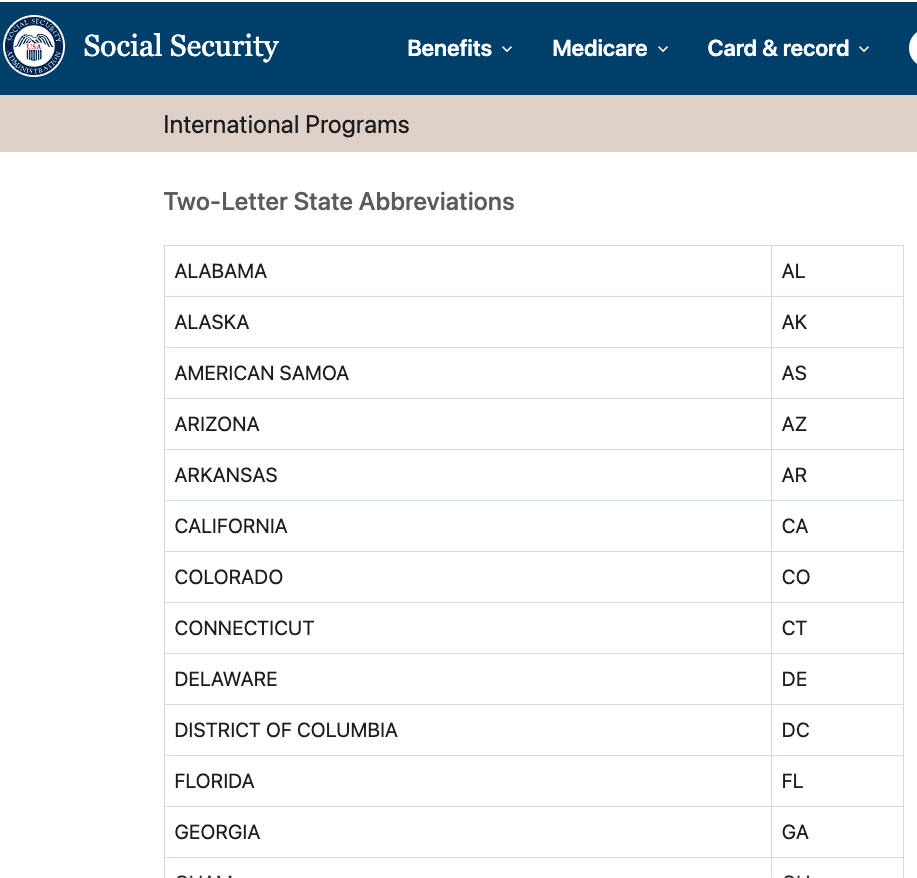 SOCIAL SECURITY
USA
ADMINISTRATION
Social Security
Benefits
Medicare
Card & record
International Programs
Two-Letter State Abbreviations
ALABAMA AL
ALASKA AK
AMERICAN SAMOA AS
ARIZONA AZ
ARKANSAS AR
CALIFORNIA CA
COLORADO CO
CONNECTICUT CT
DELAWARE DE
DISTRICT OF COLUMBIA DC
FLORIDA FL
GEORGIA GA